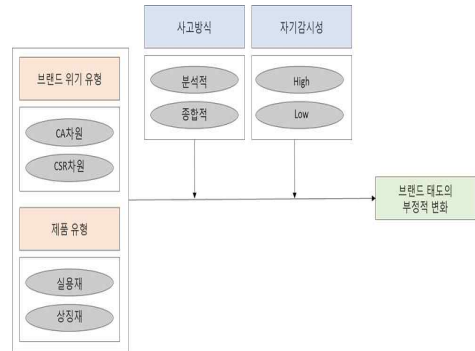 사고방식
자기감시성
브랜드 위기 유형
분석적
종합적
High
Low
CA차원
CSR차원
브랜드 태도의
부정적 변화
제품 유형
실용재
상징재